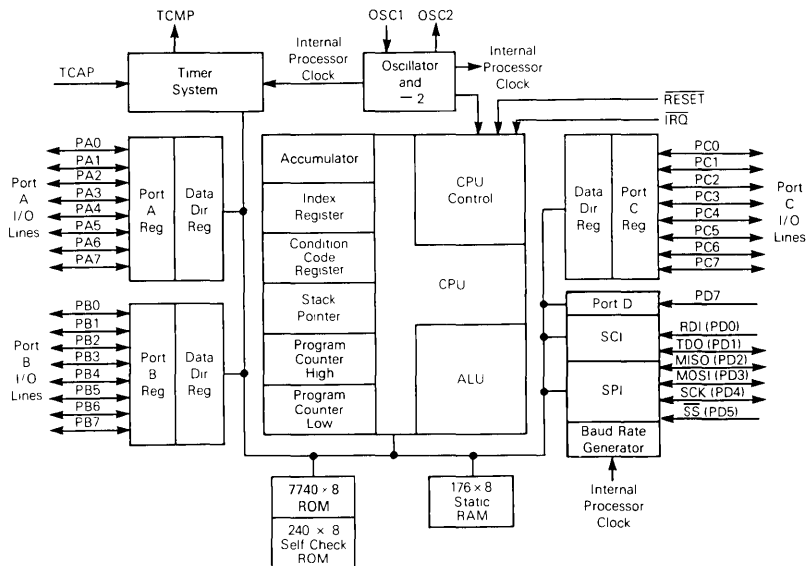 TCMP
OSC1 OSC2
TCAP
Timer
System
Internal
Processor
Clock
Oscillator
and
— 2
Internal
Processor
Clock
RESET
IRQ
Port
A
I/O
Lines
PA0
PA1
PA2
PA3
PA4
PA5
PA6
PA7
Port
A
Reg
Data
Dir
Reg
Port
B
I/O
Lines
PB0
PB1
PB2
PB3
PB4
PB5
PB6
PB7
Port
B
Reg
Data
Dir
Reg
Accumulator
Index
Register
Condition
Code
Register
Stack
Pointer
Program
Counter
High
Program
Counter
Low
CPU
Control
CPU
ALU
Data
Dir
Reg
Port
C
Reg
PC0
PC1
PC2
PC3
PC4
PC5
PC6
PC7
Port
C
I/O
Lines
Port D
SCI
SPI
Baud Rate
Generator
PD7
RDI (PD0)
TDO (PD1)
MISO (PD2)
MOSI (PD3)
SCK (PD4)
SS (PD5)
Internal
Processor
Clock
7740 × 8
ROM
240 × 8
Self Check
ROM
176 × 8
Static
RAM